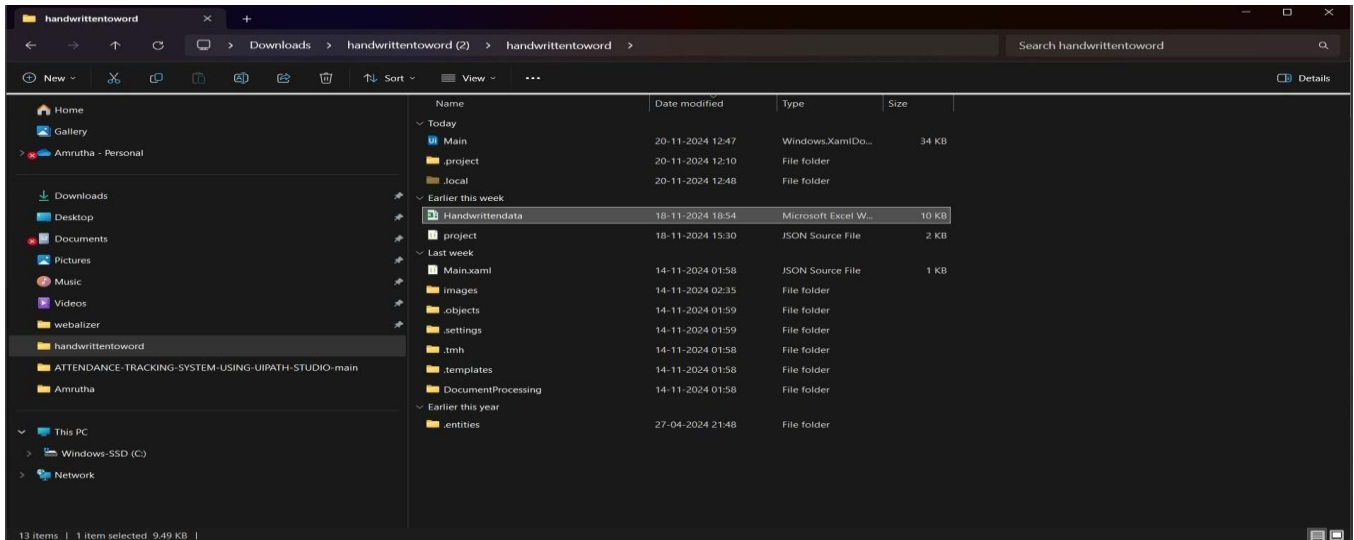 handwrittentoword
Downloads > handwrittentoword (2) > handwrittentoword >
Search handwrittentoword
New
Sort
View
Details
Home
Gallery
Amrutha - Personal
Downloads
Desktop
Documents
Pictures
Music
Videos
webalizer
handwrittentoword
ATTENDANCE-TRACKING-SYSTEM-USING-UIPATH-STUDIO-main
Amrutha
This PC
Windows-SSD (C:)
Network
Name Date modified Type Size
Today
Main 20-11-2024 12:47 Windows.XamlDo... 34 KB
.project 20-11-2024 12:10 File folder
.local 20-11-2024 12:48 File folder
Earlier this week
Handwrittendata 18-11-2024 18:54 Microsoft Excel W... 10 KB
project 18-11-2024 15:30 JSON Source File 2 KB
Last week
Main.xaml 14-11-2024 01:58 JSON Source File 1 KB
images 14-11-2024 02:35 File folder
.objects 14-11-2024 01:59 File folder
.settings 14-11-2024 01:59 File folder
.tmh 14-11-2024 01:58 File folder
.templates 14-11-2024 01:58 File folder
DocumentProcessing 14-11-2024 01:58 File folder
Earlier this year
.entities 27-04-2024 21:48 File folder
13 items | 1 item selected 9.49 KB |